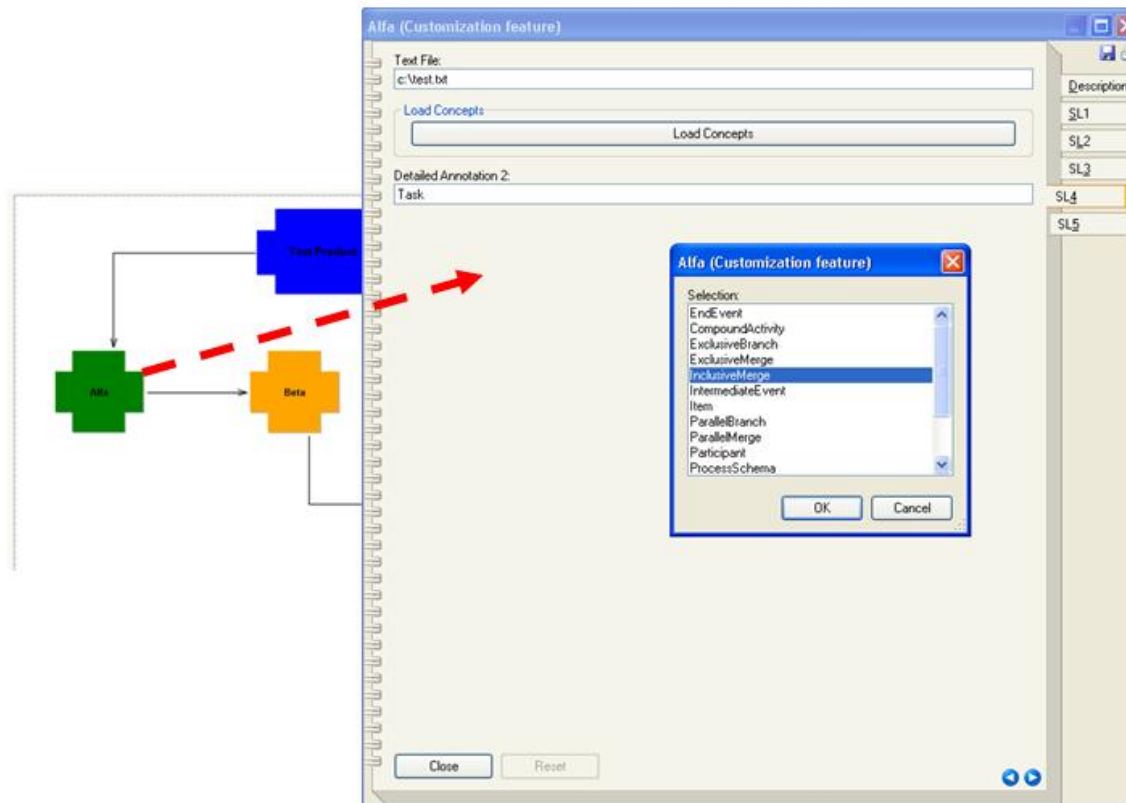 Alfa (Customization feature)
Text File:
c:\test.txt
Load Concepts
Load Concepts
Detailed Annotation 2:
Task
Description
SL1
SL2
SL3
SL4
SL5
Alfa
Beta
Alfa (Customization feature)
Selection:
EndEvent
CompoundActivity
ExclusiveBranch
ExclusiveMerge
InclusiveMerge
IntermediateEvent
Item
ParallelBranch
ParallelMerge
Participant
ProcessSchema
OK Cancel
Close Reset